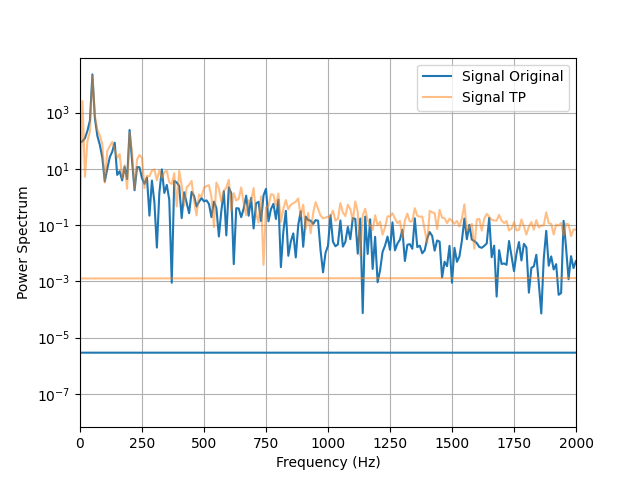 Signal Original
Signal TP
Power Spectrum
10³
10¹
10⁻¹
10⁻³
10⁻⁵
10⁻⁷
0 250 500 750 1000 1250 1500 1750 2000
Frequency (Hz)